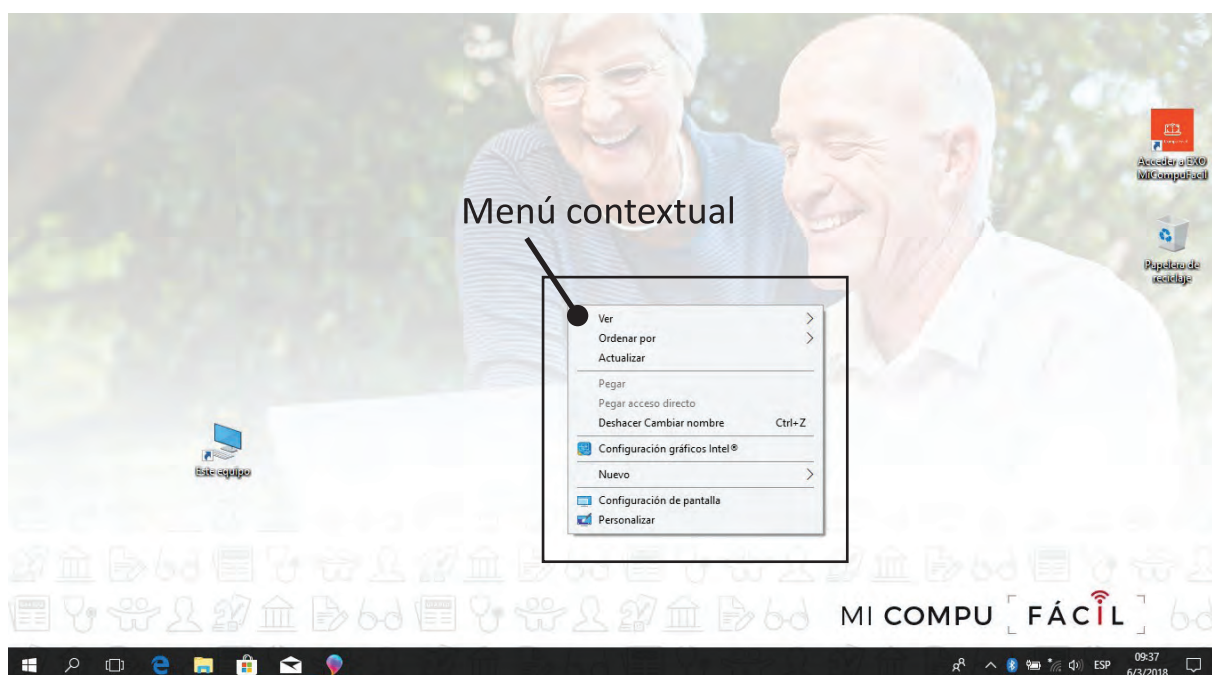 Menú contextual
Ver
Ordenar por
Actualizar
Pegar
Pegar acceso directo
Deshacer Cambiar nombre Ctrl+Z
Configuración gráficos Intel®
Nuevo
Configuración de pantalla
Personalizar
Acceder a EXO
MiCompuFacil
Papelera de
reciclaje
Este equipo
MI COMPU FÁCIL
ESP
09:37
6/3/2018